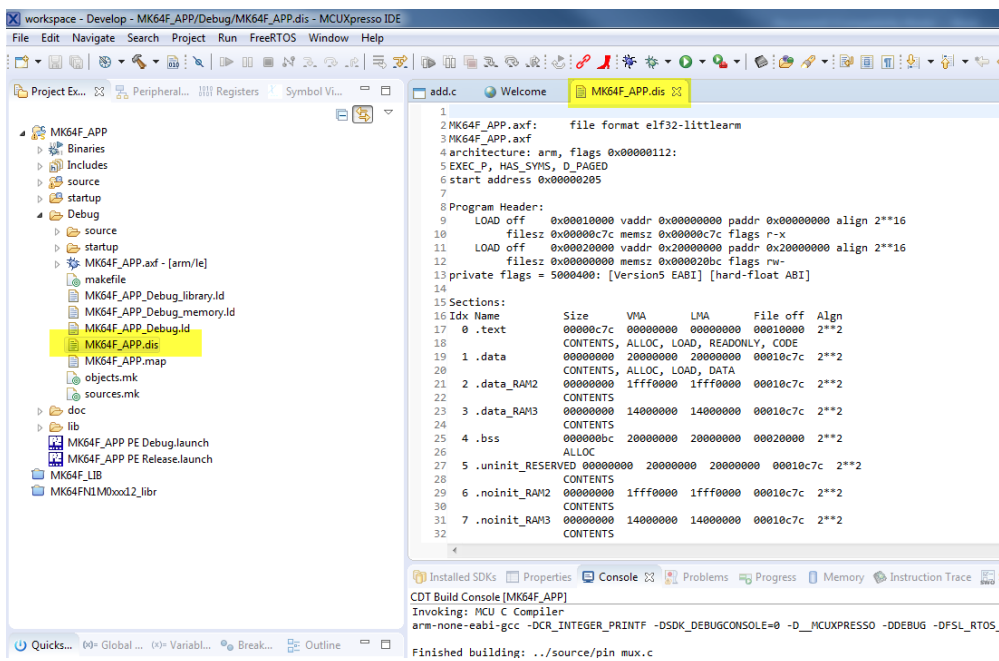 workspace - Develop - MK64F_APP/Debug/MK64F_APP.dis - MCUXpresso IDE
File Edit Navigate Search Project Run FreeRTOS Window Help
Project Ex... Peripheral... Registers Symbol Vi...
MK64F_APP
Binaries
Includes
source
startup
Debug
source
startup
MK64F_APP.axf - [arm/le]
makefile
MK64F_APP_Debug_library.ld
MK64F_APP_Debug_memory.ld
MK64F_APP_Debug.ld
MK64F_APP.dis
MK64F_APP.map
objects.mk
sources.mk
doc
lib
MK64F_APP PE Debug.launch
MK64F_APP PE Release.launch
MK64F_LIB
MK64FN1M0xxx12_libr
Quicks... (x)= Global ... (x)= Variabl... Break... Outline
add.c Welcome MK64F_APP.dis
1
2 MK64F_APP.axf:     file format elf32-littlearm
3 MK64F_APP.axf
4 architecture: arm, flags 0x00000112:
5 EXEC_P, HAS_SYMS, D_PAGED
6 start address 0x00000205
7
8 Program Header:
9     LOAD off    0x00010000 vaddr 0x00000000 paddr 0x00000000 align 2**16
10          filesz 0x00000c7c memsz 0x00000c7c flags r-x
11     LOAD off    0x00020000 vaddr 0x20000000 paddr 0x20000000 align 2**16
12          filesz 0x00000000 memsz 0x000020bc flags rw-
13 private flags = 5000400: [Version5 EABI] [hard-float ABI]
14
15 Sections:
16 Idx Name          Size      VMA       LMA       File off  Algn
17   0 .text         00000c7c  00000000  00000000  00010000  2**2
18                   CONTENTS, ALLOC, LOAD, READONLY, CODE
19   1 .data         00000000  20000000  20000000  00010c7c  2**2
20                   CONTENTS, ALLOC, LOAD, DATA
21   2 .data_RAM2    00000000  1fff0000  1fff0000  00010c7c  2**2
22                   CONTENTS
23   3 .data_RAM3    00000000  14000000  14000000  00010c7c  2**2
24                   CONTENTS
25   4 .bss          000000bc  20000000  20000000  00020000  2**2
26                   ALLOC
27   5 .uninit_RESERVED 00000000  20000000  20000000  00010c7c  2**2
28                   CONTENTS
29   6 .noinit_RAM2  00000000  1fff0000  1fff0000  00010c7c  2**2
30                   CONTENTS
31   7 .noinit_RAM3  00000000  14000000  14000000  00010c7c  2**2
32                   CONTENTS
Installed SDKs Properties Console Problems Progress Memory Instruction Trace
CDT Build Console [MK64F_APP]
Invoking: MCU C Compiler
arm-none-eabi-gcc -DCR_INTEGER_PRINTF -DSDK_DEBUGCONSOLE=0 -D__MCUXPRESSO -DDEBUG -DFSL_RTOS_
Finished building: ../source/pin_mux.c